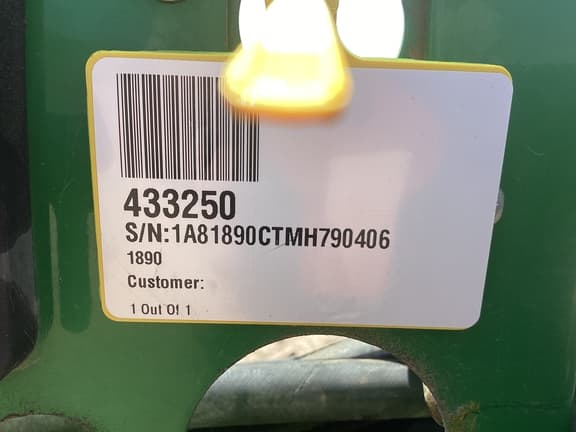 433250
S/N:1A81890CTMH790406
1890
Customer:
1 Out Of 1